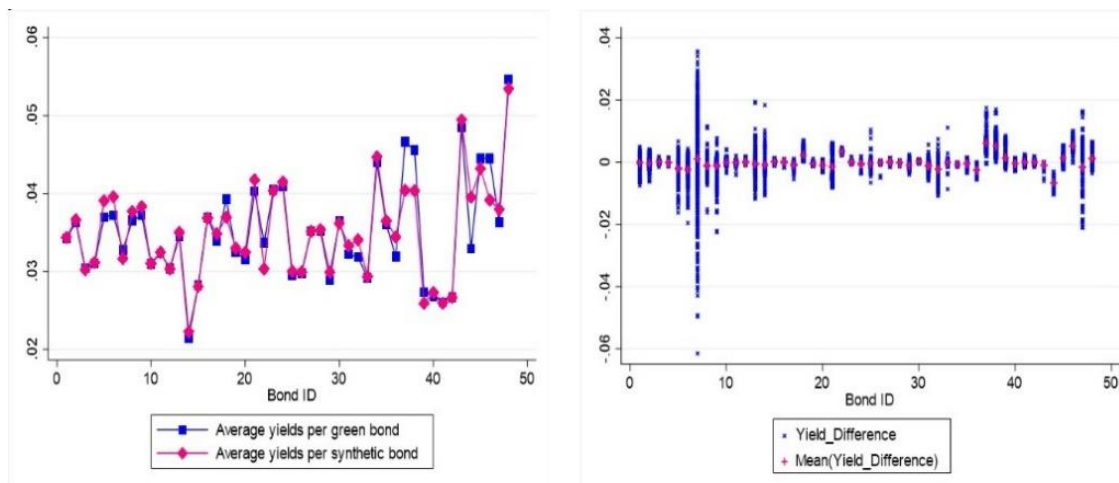 .06
.05
.04
.03
.02
0 10 20 30 40 50
Bond ID
Average yields per green bond
Average yields per synthetic bond
.04
.02
0
-.02
-.04
-.06
0 10 20 30 40 50
Bond ID
Yield_Difference
Mean(Yield_Difference)